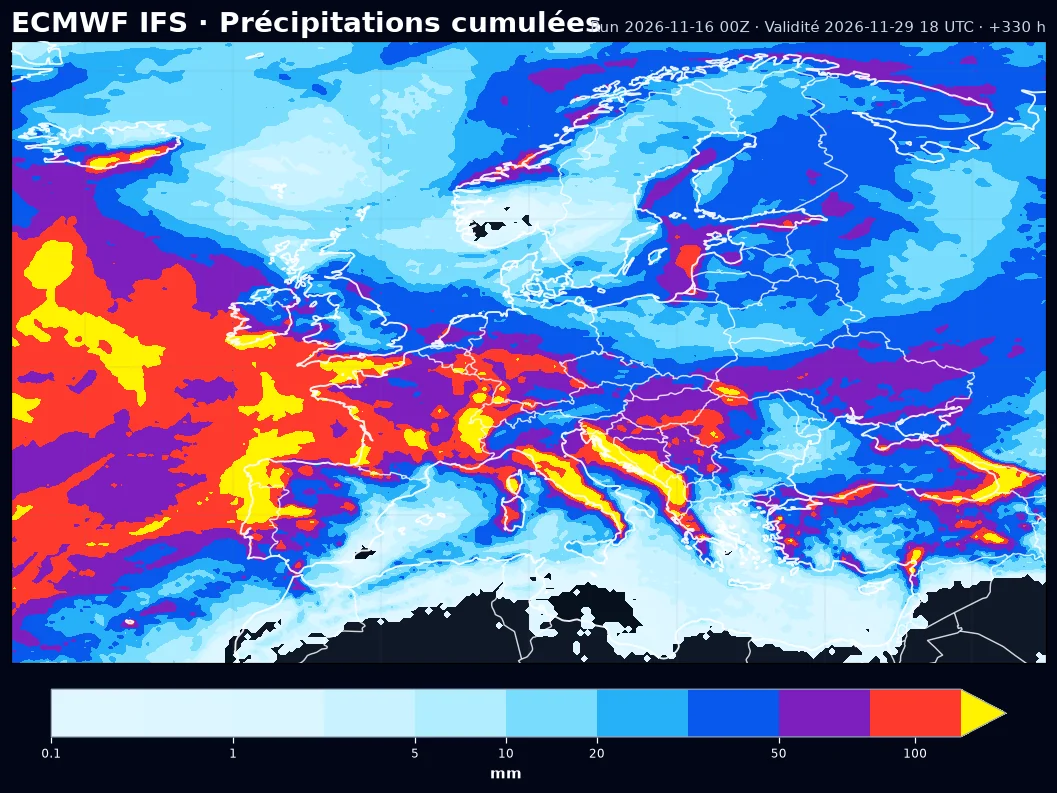 ECMWF IFS · Précipitations cumulées
Run 2026-11-16 00Z · Validité 2026-11-29 18 UTC · +330 h
0.1 1 5 10 20 50 100
mm